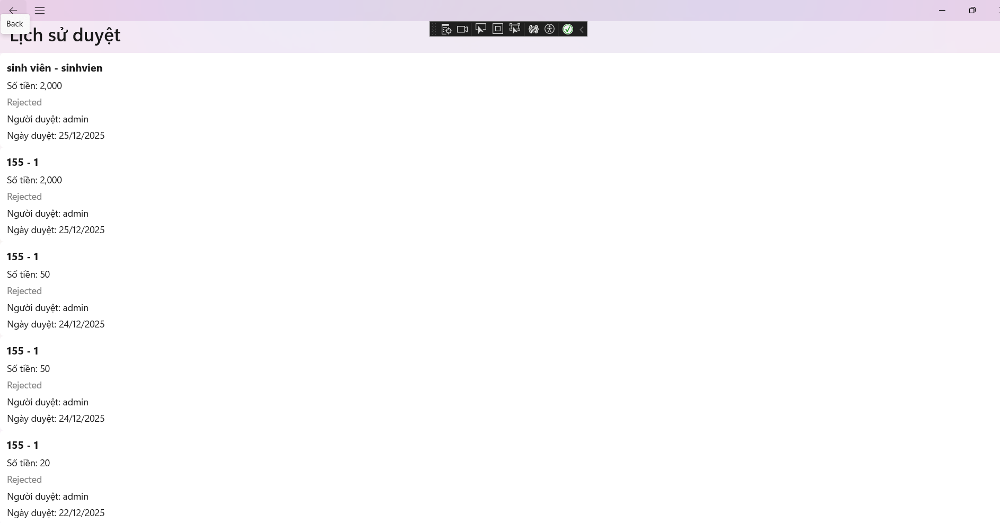 Back
Lịch sử duyệt
sinh viên - sinhvien
Số tiền: 2,000
Rejected
Người duyệt: admin
Ngày duyệt: 25/12/2025
155 - 1
Số tiền: 2,000
Rejected
Người duyệt: admin
Ngày duyệt: 25/12/2025
155 - 1
Số tiền: 50
Rejected
Người duyệt: admin
Ngày duyệt: 24/12/2025
155 - 1
Số tiền: 50
Rejected
Người duyệt: admin
Ngày duyệt: 24/12/2025
155 - 1
Số tiền: 20
Rejected
Người duyệt: admin
Ngày duyệt: 22/12/2025